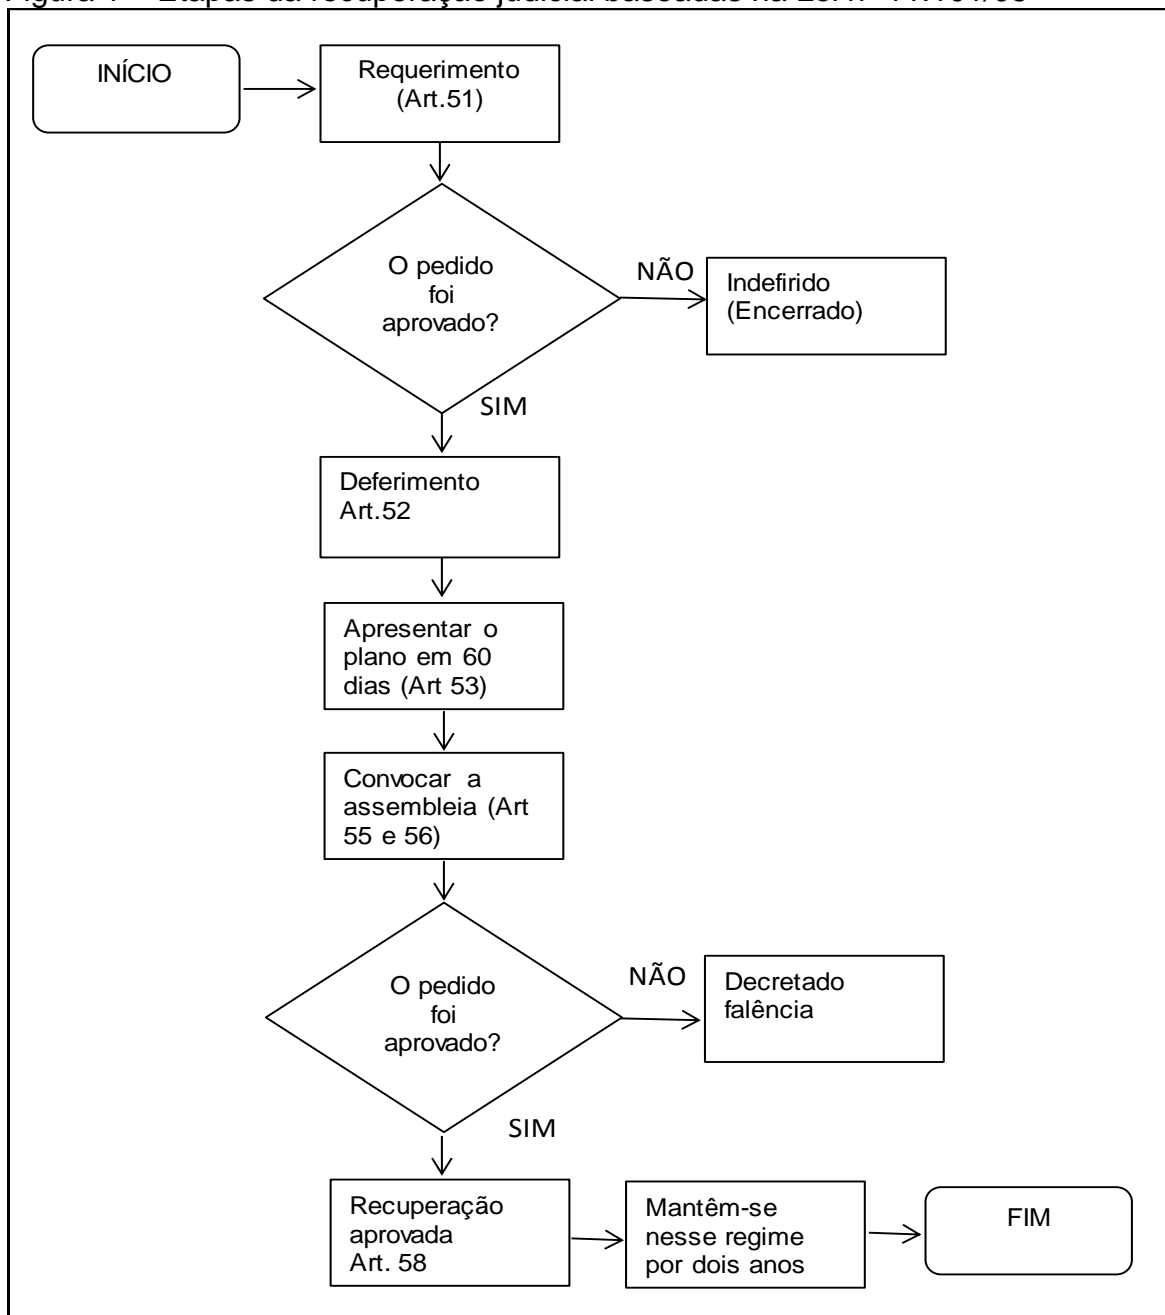 INÍCIO
Requerimento
(Art.51)
O pedido
foi
aprovado?
NÃO
Indefirido
(Encerrado)
SIM
Deferimento
Art.52
Apresentar o
plano em 60
dias (Art 53)
Convocar a
assembleia (Art
55 e 56)
O pedido
foi
aprovado?
NÃO
Decretado
falência
SIM
Recuperação
aprovada
Art. 58
Mantêm-se
nesse regime
por dois anos
FIM